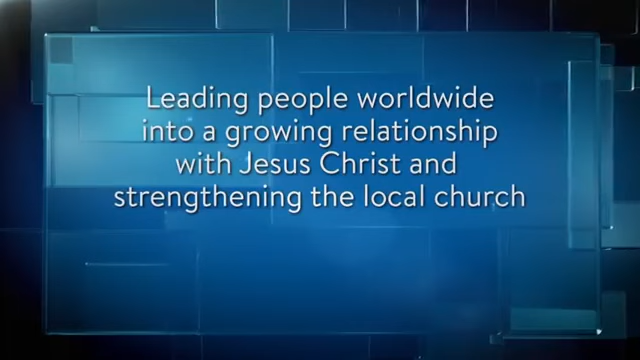 Leading people worldwide
into a growing relationship
with Jesus Christ and
strengthening the local church